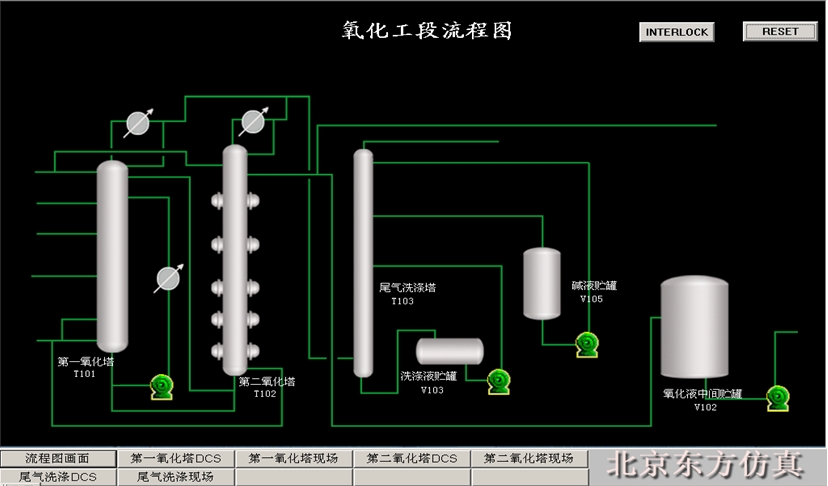 氧化工段流程图
INTERLOCK
RESET
尾气洗涤塔
T103
碱液贮罐
V105
第一氧化塔
T101
第二氧化塔
T102
洗涤液贮罐
V103
氧化液中间贮罐
V102
流程图画面
第一氧化塔DCS
第一氧化塔现场
第二氧化塔DCS
第二氧化塔现场
尾气洗涤DCS
尾气洗涤现场
北京东方仿真